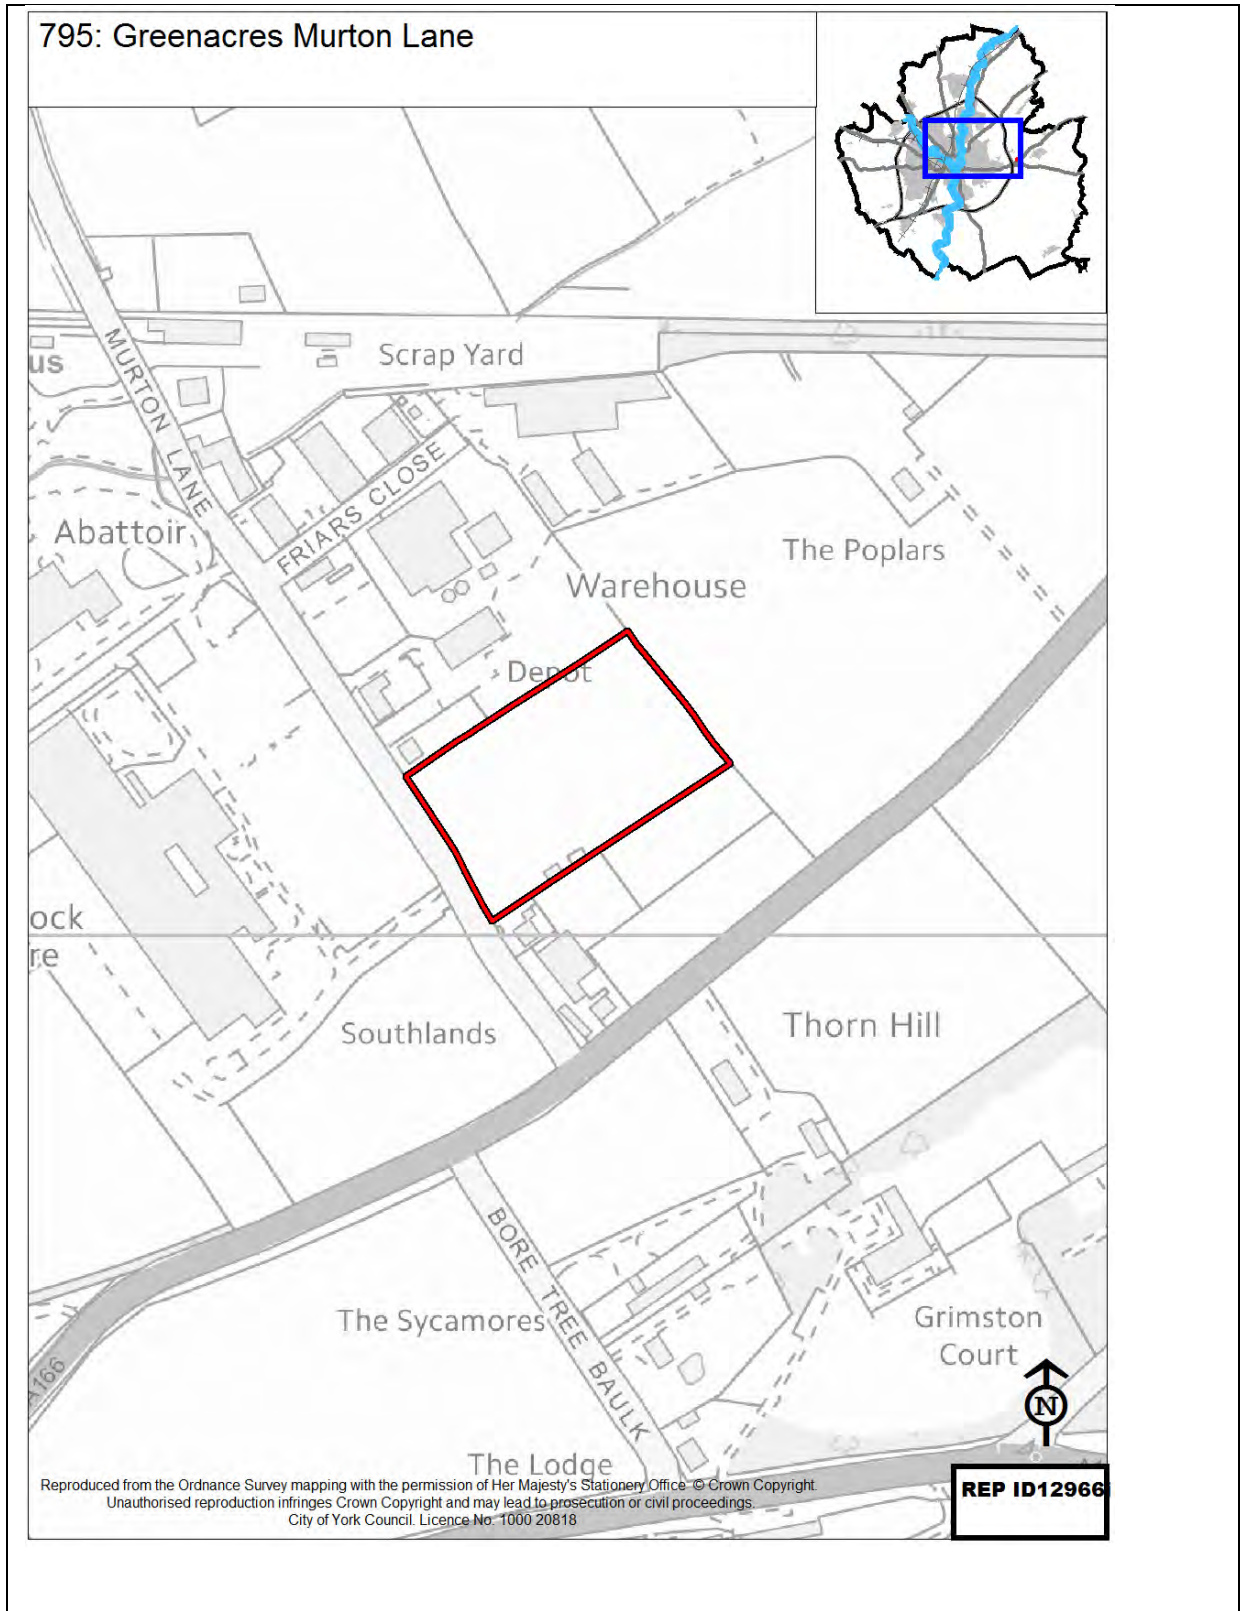 795: Greenacres Murton Lane
us
Scrap Yard
MURTON LANE
FRIARS CLOSE
Abattoir
The Poplars
Warehouse
Depot
ock
re
Southlands
Thorn Hill
BORE TREE BAULK
The Sycamores
Grimston
Court
A166
N
The Lodge
Reproduced from the Ordnance Survey mapping with the permission of Her Majesty's Stationery Office © Crown Copyright.
Unauthorised reproduction infringes Crown Copyright and may lead to prosecution or civil proceedings.
City of York Council. Licence No. 1000 20818
REP ID12966